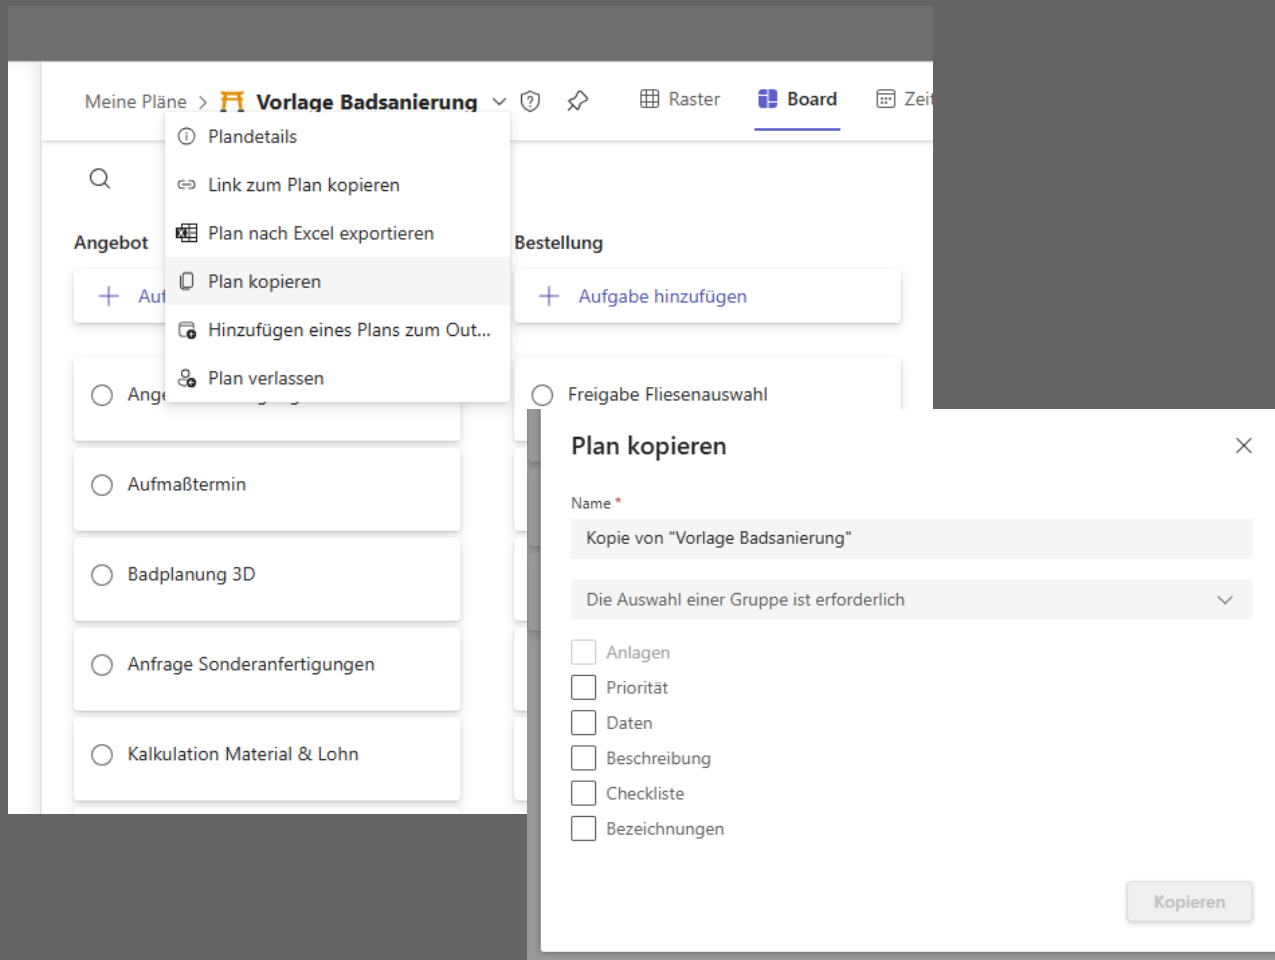 Meine Pläne > Vorlage Badsanierung
Raster
Board
Plandetails
Link zum Plan kopieren
Plan nach Excel exportieren
Plan kopieren
Hinzufügen eines Plans zum Out...
Plan verlassen
Angebot
Bestellung
Aufgabe hinzufügen
Freigabe Fliesenauswahl
Aufmaßtermin
Badplanung 3D
Anfrage Sonderanfertigungen
Kalkulation Material & Lohn
Plan kopieren
Name *
Kopie von "Vorlage Badsanierung"
Die Auswahl einer Gruppe ist erforderlich
Anlagen
Priorität
Daten
Beschreibung
Checkliste
Bezeichnungen
Kopieren